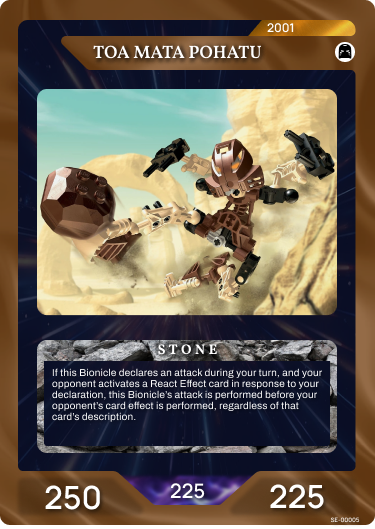 2001
TOA MATA POHATU
STONE
If this Bionicle declares an attack during your turn, and your
opponent activates a React Effect card in response to your
declaration, this Bionicle's attack is performed before your
opponent's card effect is performed, regardless of that
card's description.
250
225
225
SE-00005